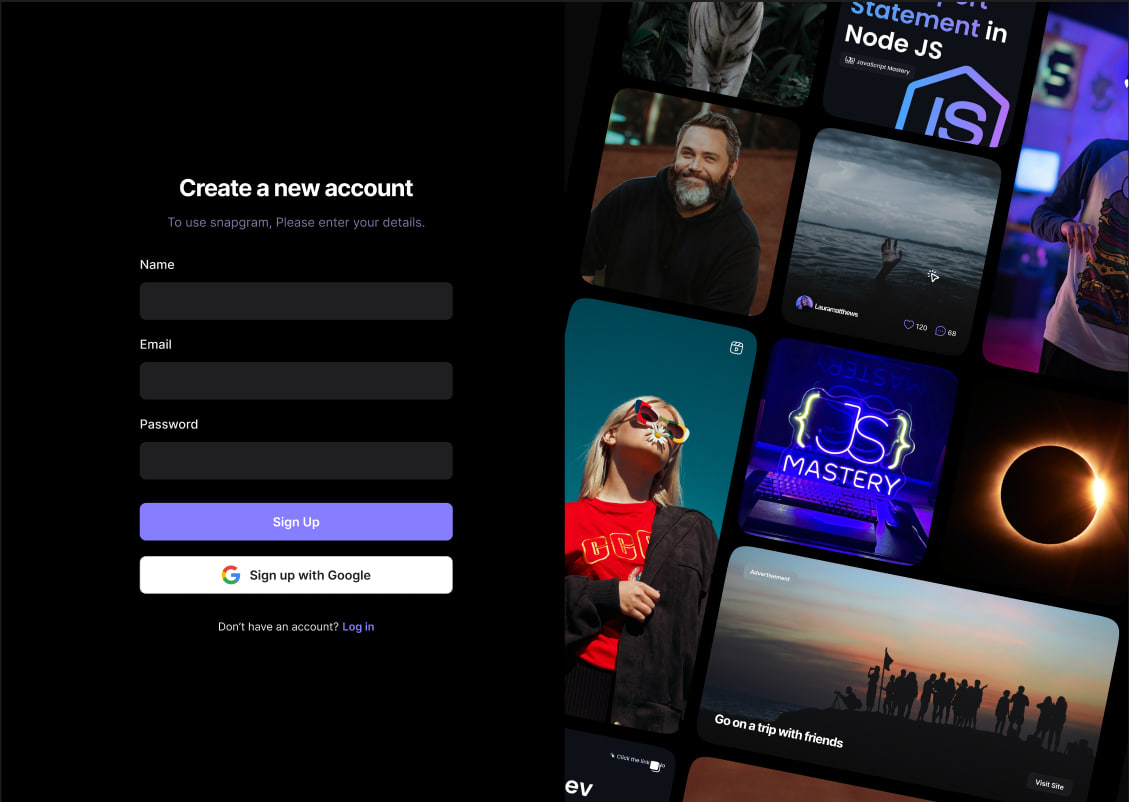 Create a new account
To use snapgram, Please enter your details.
Name
Email
Password
Sign Up
Sign up with Google
Don't have an account? Log in
Statement in
Node JS
JavaScript Mastery
JS
Lauramatthews
120
68
{JS}
MASTERY
Advertisment
Go on a trip with friends
Visit Site
Click the link
ev